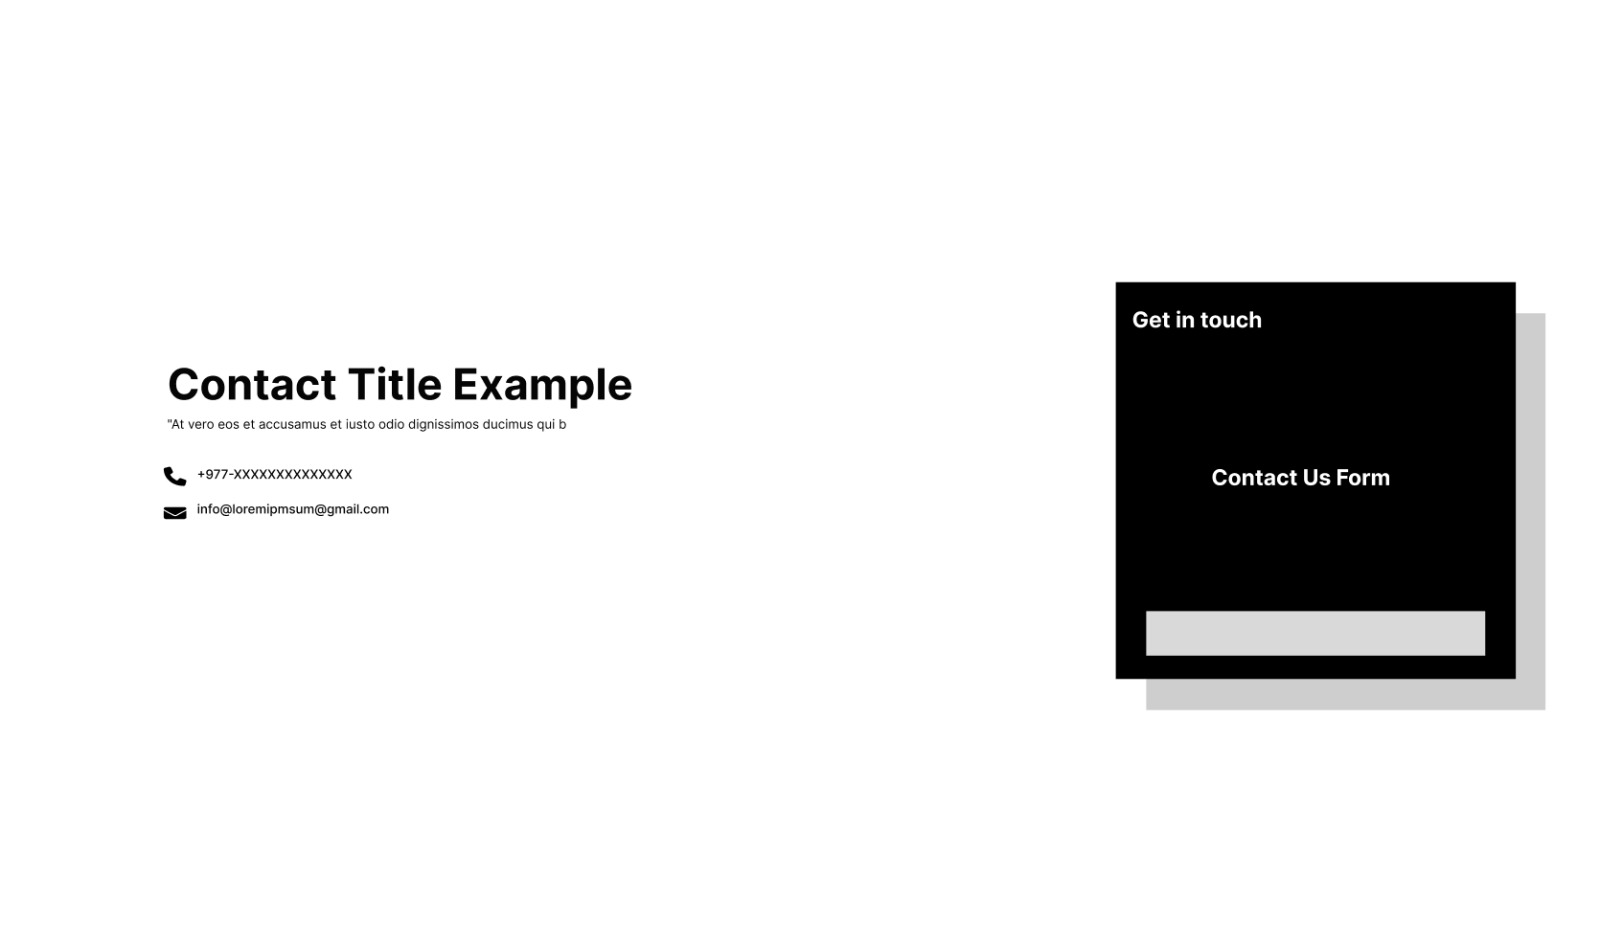 Contact Title Example
"At vero eos et accusamus et iusto odio dignissimos ducimus qui b
+977-XXXXXXXXXXXXXX
info@loremipmsum@gmail.com
Get in touch
Contact Us Form